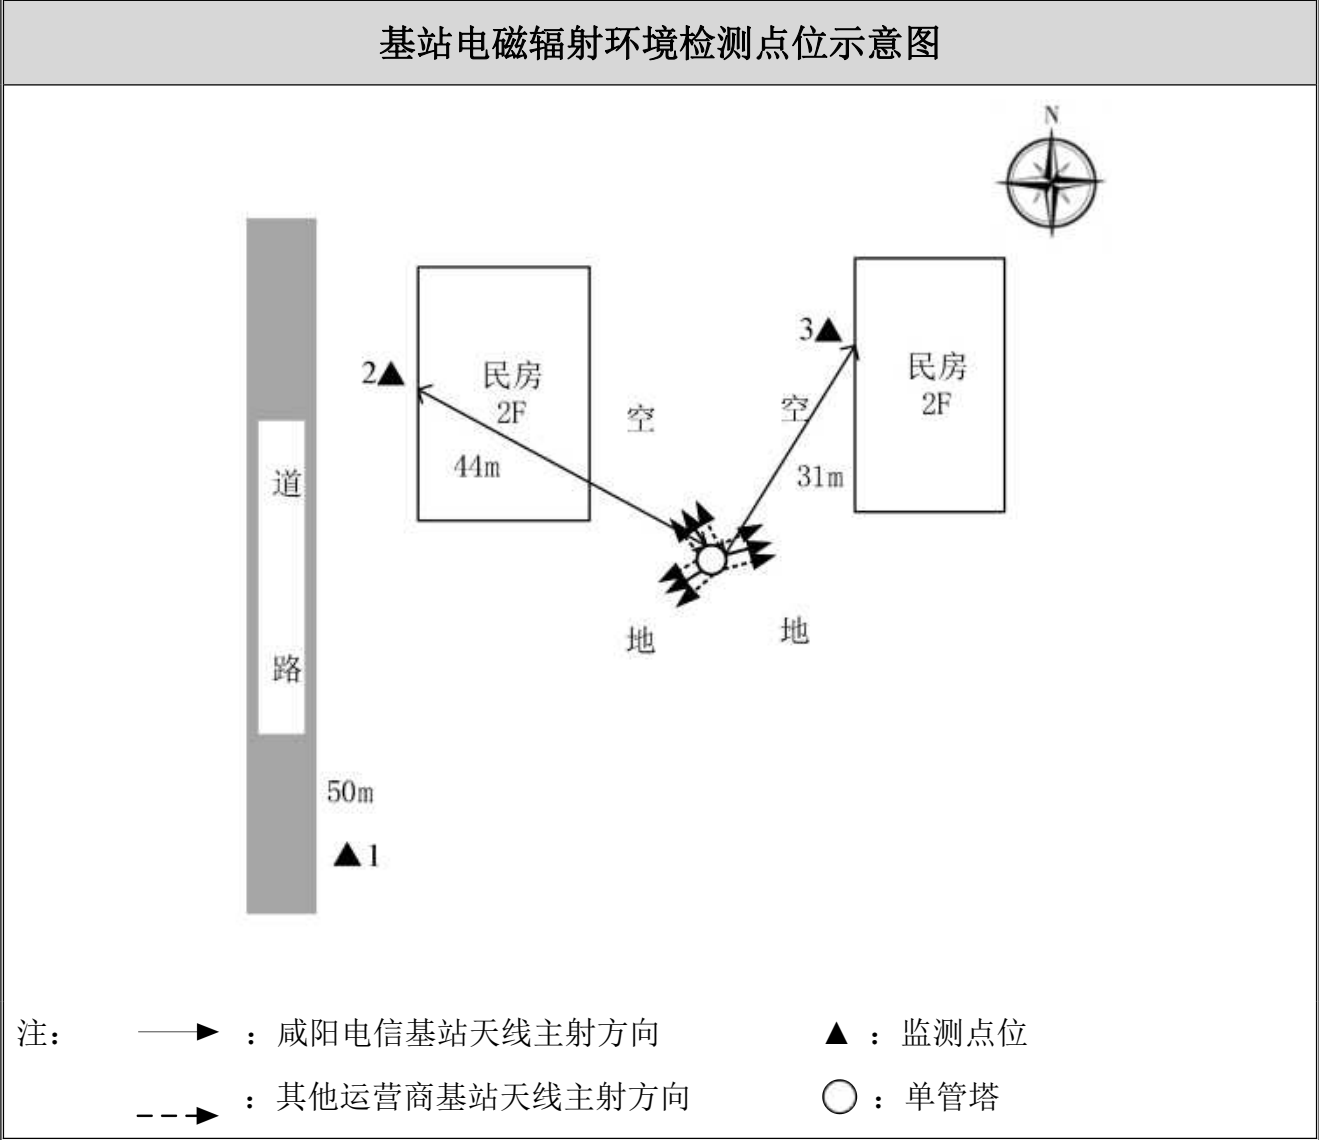 基站电磁辐射环境检测点位示意图
N
3▲
2▲
民房
2F
民房
2F
空
空
44m
31m
道
路
地
地
50m
▲1
注：
：咸阳电信基站天线主射方向
▲：监测点位
：其他运营商基站天线主射方向
：单管塔